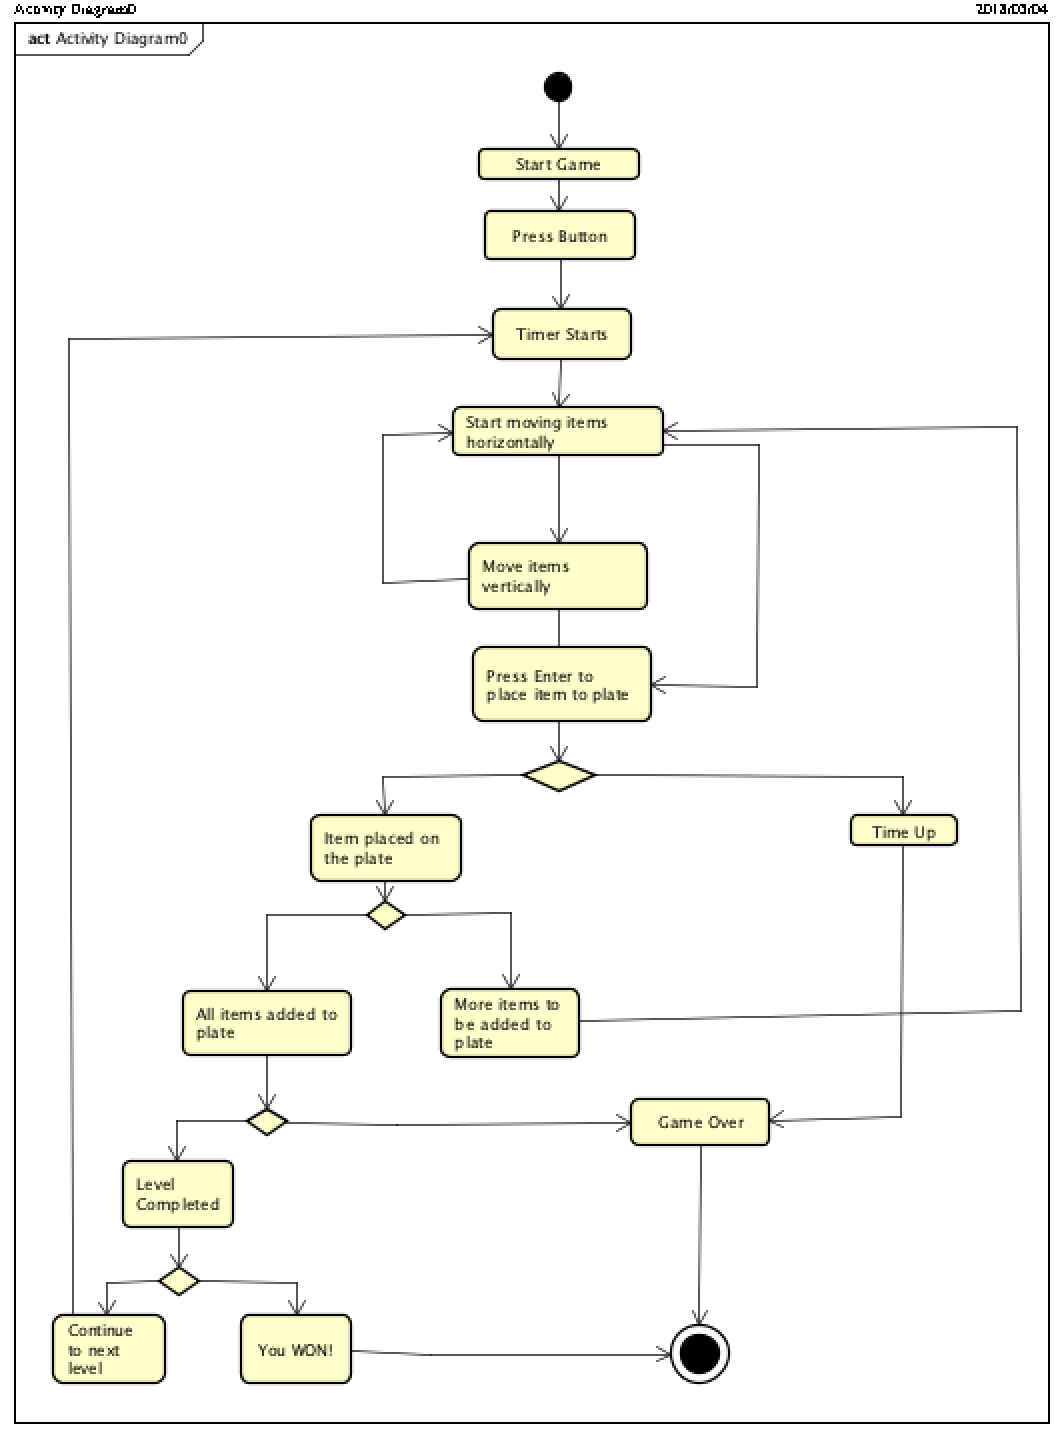 Activity Diagram0
2018/03/04
act Activity Diagram0
Start Game
Press Button
Timer Starts
Start moving items
horizontally
Move items
vertically
Press Enter to
place item to plate
Item placed on
the plate
Time Up
All items added to
plate
More items to
be added to
plate
Game Over
Level
Completed
Continue
to next
level
You WON!